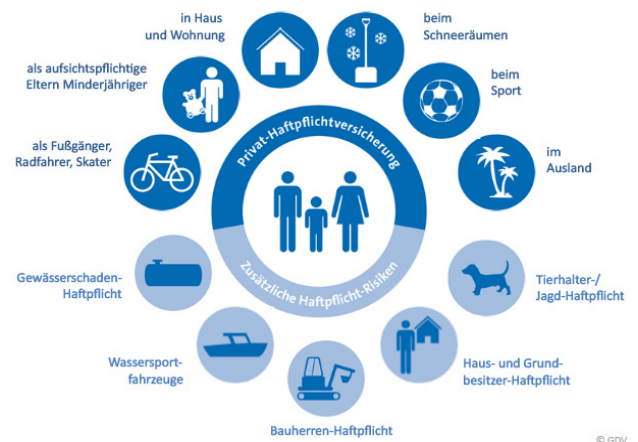 in Haus
und Wohnung
beim
Schneeräumen
als aufsichtspflichtige
Eltern Minderjähriger
beim
Sport
als Fußgänger,
Radfahrer, Skater
im
Ausland
Privat-Haftpflichtversicherung
Zusätzliche Haftpflicht-Risiken
Gewässerschaden-
Haftpflicht
Tierhalter-/
Jagd-Haftpflicht
Wassersport-
fahrzeuge
Haus- und Grund-
besitzer-Haftpflicht
Bauherren-Haftpflicht
© GDV